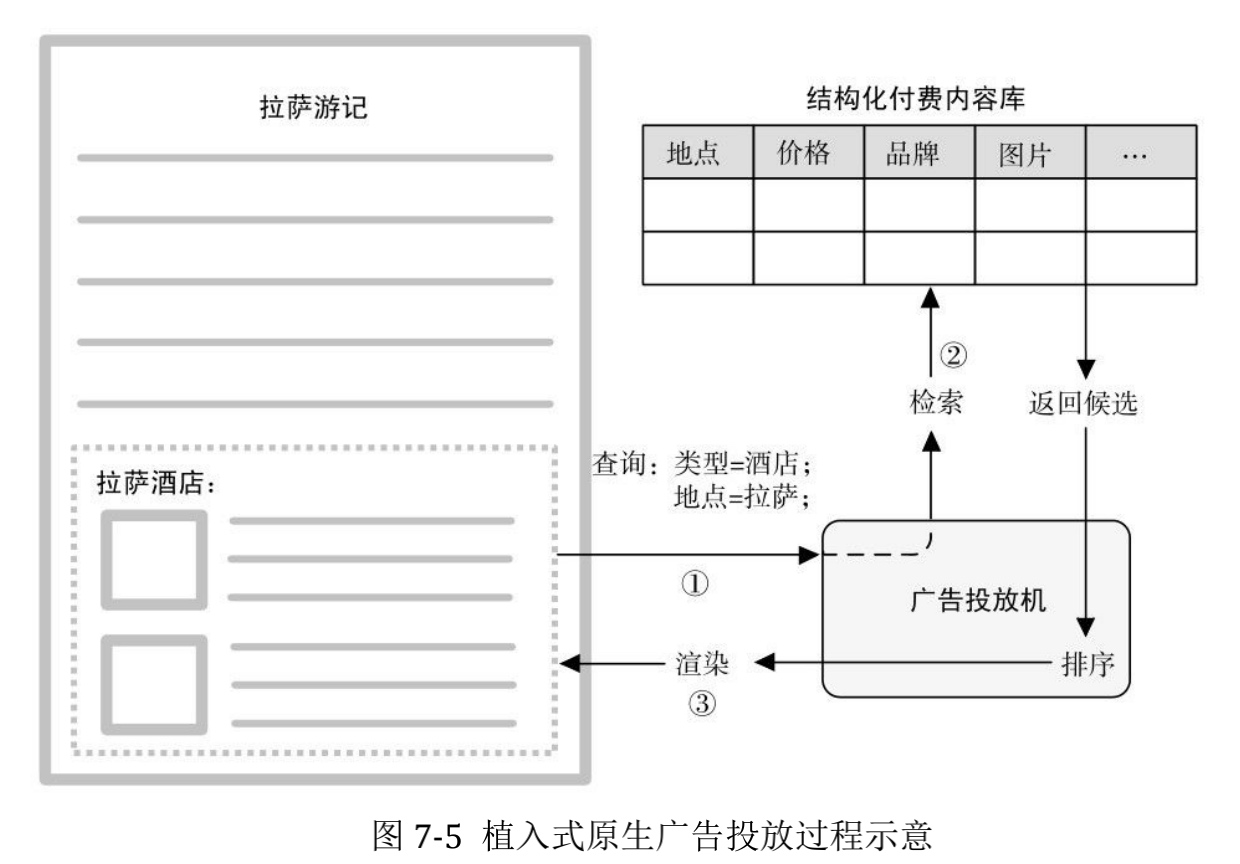 拉萨游记
拉萨酒店：
结构化付费内容库
地点 价格 品牌 图片 …
②
检索 返回候选
查询：类型=酒店；
地点=拉萨；
①
广告投放机
渲染 排序
③
图 7-5 植入式原生广告投放过程示意